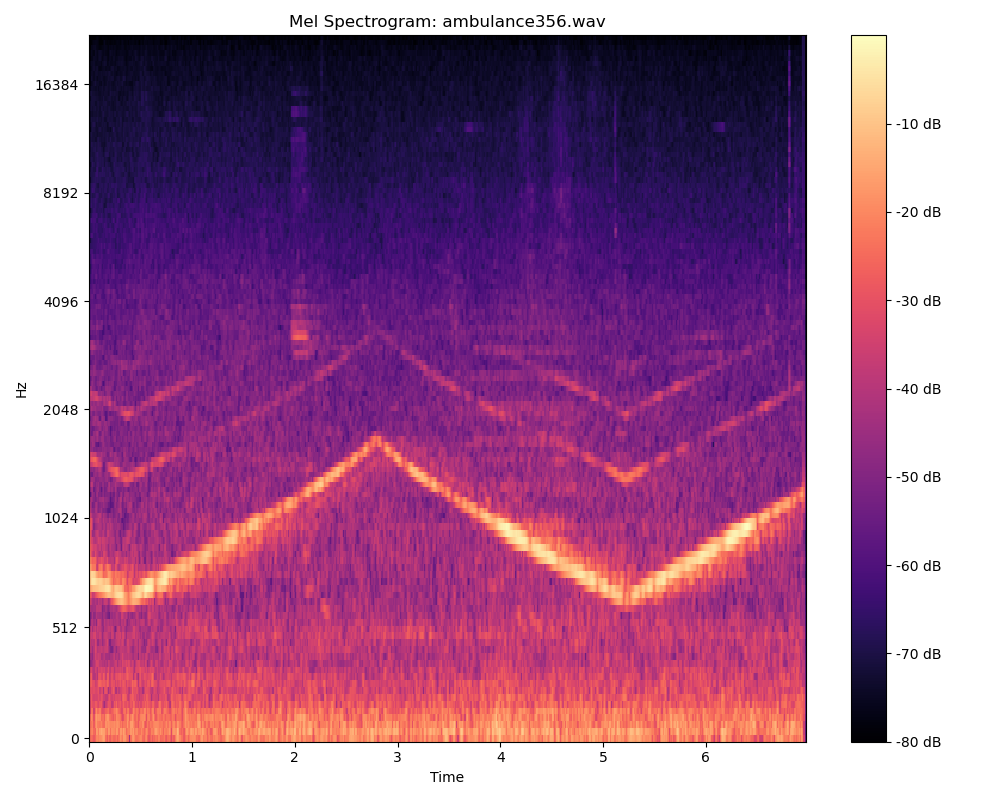 Mel Spectrogram: ambulance356.wav
16384
8192
4096
2048
1024
512
0
Hz
0 1 2 3 4 5 6
Time
-10 dB
-20 dB
-30 dB
-40 dB
-50 dB
-60 dB
-70 dB
-80 dB